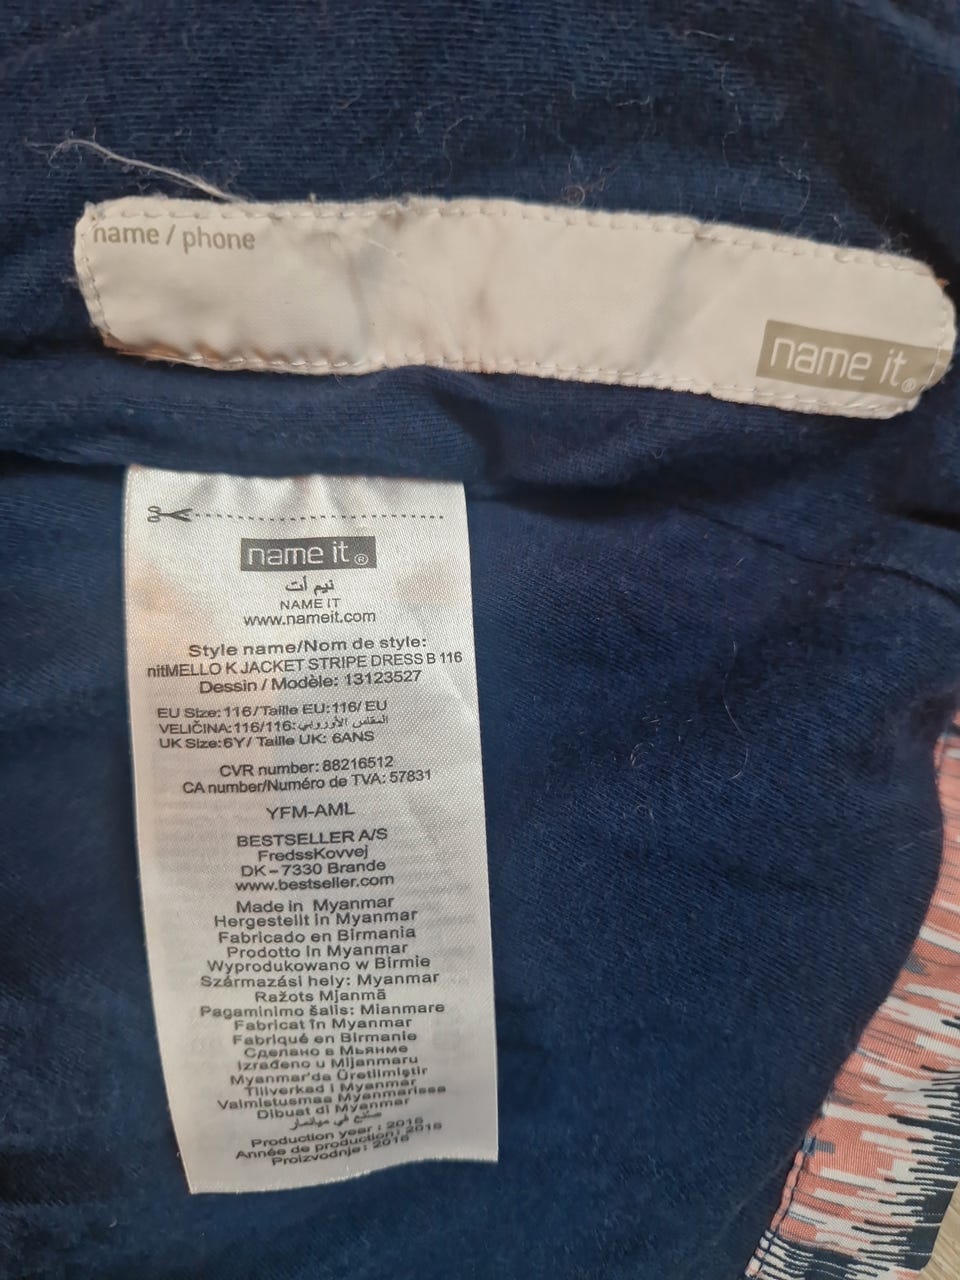 name / phone
name it®
name it®
نيم أت
NAME IT
www.nameit.com
Style name/Nom de style:
nitMELLO K JACKET STRIPE DRESS B 116
Dessin / Modèle: 13123527
EU Size:116/Taille EU:116/ EU
VELIČINA:116/116:المقاس الأوروبي
UK Size:6Y/ Taille UK: 6ANS
CVR number: 88216512
CA number/Numéro de TVA: 57831
YFM-AML
BESTSELLER A/S
FredssKovvej
DK – 7330 Brande
www.bestseller.com
Made in Myanmar
Hergestellt in Myanmar
Fabricado en Birmania
Prodotto In Myanmar
Wyprodukowano w Birmie
Származási hely: Myanmar
Ražots Mjanmā
Pagaminimo šalis: Mianmare
Fabricat în Myanmar
Fabriqué en Birmanie
Сделано в Мьянме
Izrađeno u Mijanmaru
Myanmar'da Üretilmiştir
Tillverkad i Myanmar
Valmistusmaa Myanmarissa
Dibuat di Myanmar
صنع في ميانمار
Production year :
Année de production:
Proizvodnje: